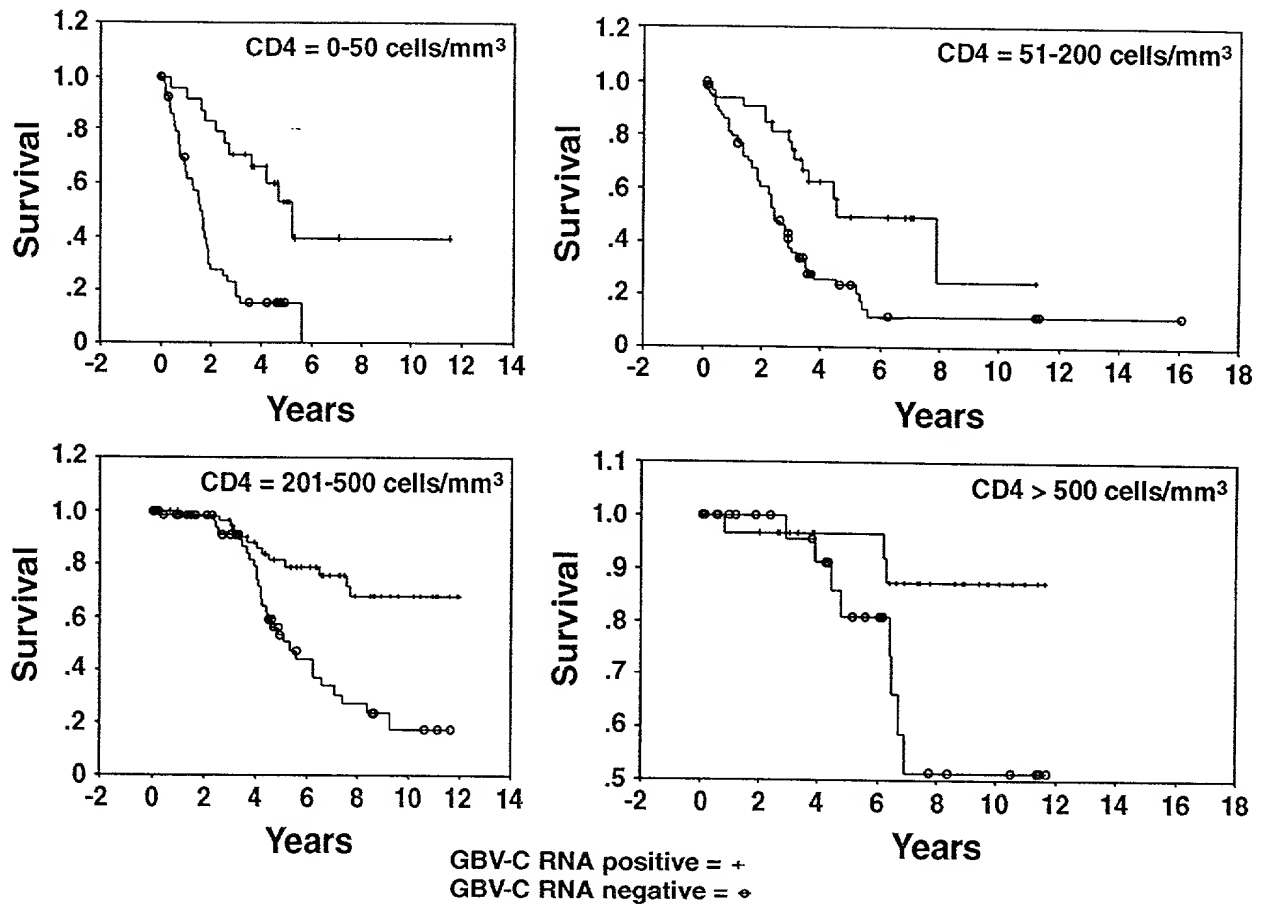 1.2
CD4 = 0-50 cells/mm3
1.0
.8
.6
.4
.2
0
Survival
-2 0 2 4 6 8 10 12 14
Years
1.2
CD4 = 51-200 cells/mm3
1.0
.8
.6
.4
.2
0
Survival
-2 0 2 4 6 8 10 12 14 16 18
Years
1.2
CD4 = 201-500 cells/mm3
1.0
.8
.6
.4
.2
0
Survival
-2 0 2 4 6 8 10 12 14
Years
1.1
CD4 > 500 cells/mm3
1.0
.9
.8
.7
.6
.5
Survival
-2 0 2 4 6 8 10 12 14 16 18
Years
GBV-C RNA positive = +
GBV-C RNA negative = ⊖